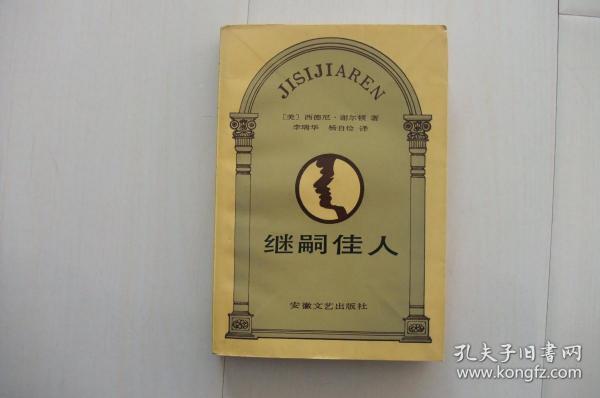 JISIJIAREN
［美］西德尼·谢尔顿 著
李瑞华 杨自俭 译
继嗣佳人
安徽文艺出版社
孔夫子旧书网
www.kongfz.com